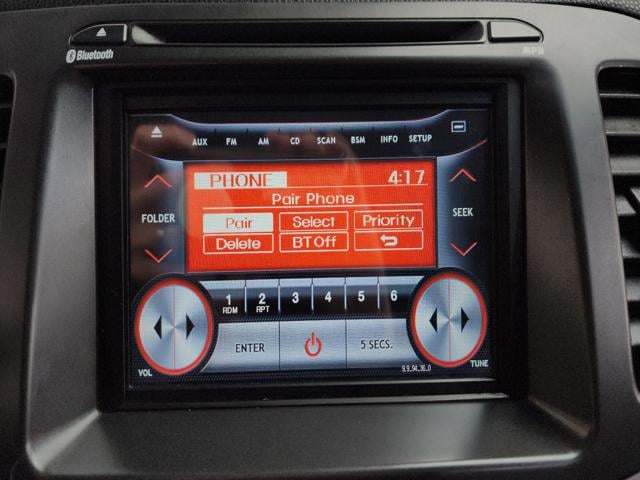 Bluetooth
MP3
AUX FM AM CD SCAN BSM INFO SETUP
PHONE 4:17
Pair Phone
FOLDER
SEEK
Pair Select Priority
Delete BT Off
1 2 3 4 5 6
RDM RPT
ENTER 5 SECS.
VOL
TUNE
9.9.94.36.0